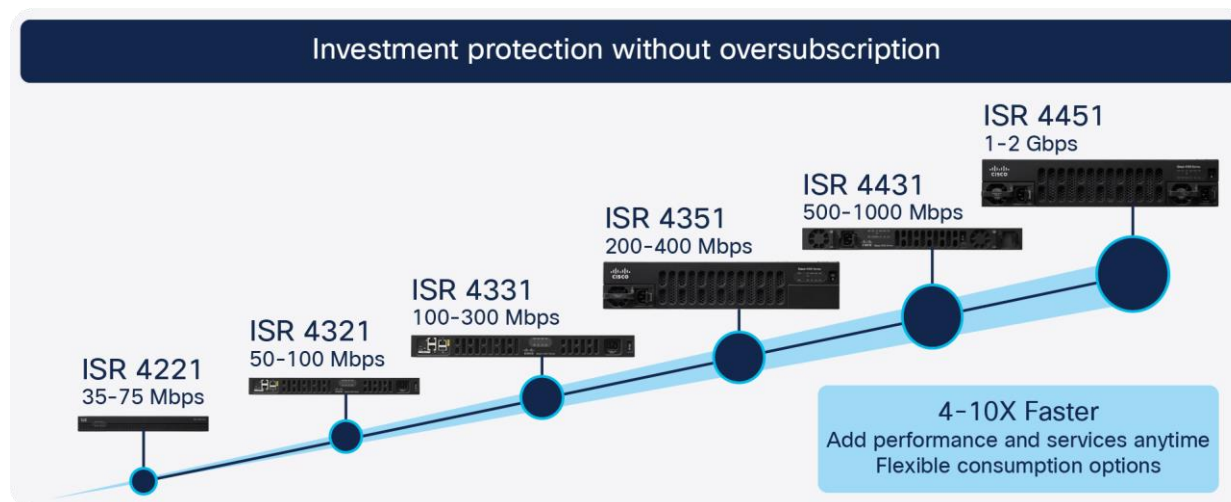 Investment protection without oversubscription
ISR 4451
1-2 Gbps
ISR 4431
500-1000 Mbps
ISR 4351
200-400 Mbps
ISR 4331
100-300 Mbps
ISR 4321
50-100 Mbps
ISR 4221
35-75 Mbps
CISCO
CISCO
4-10X Faster
Add performance and services anytime
Flexible consumption options